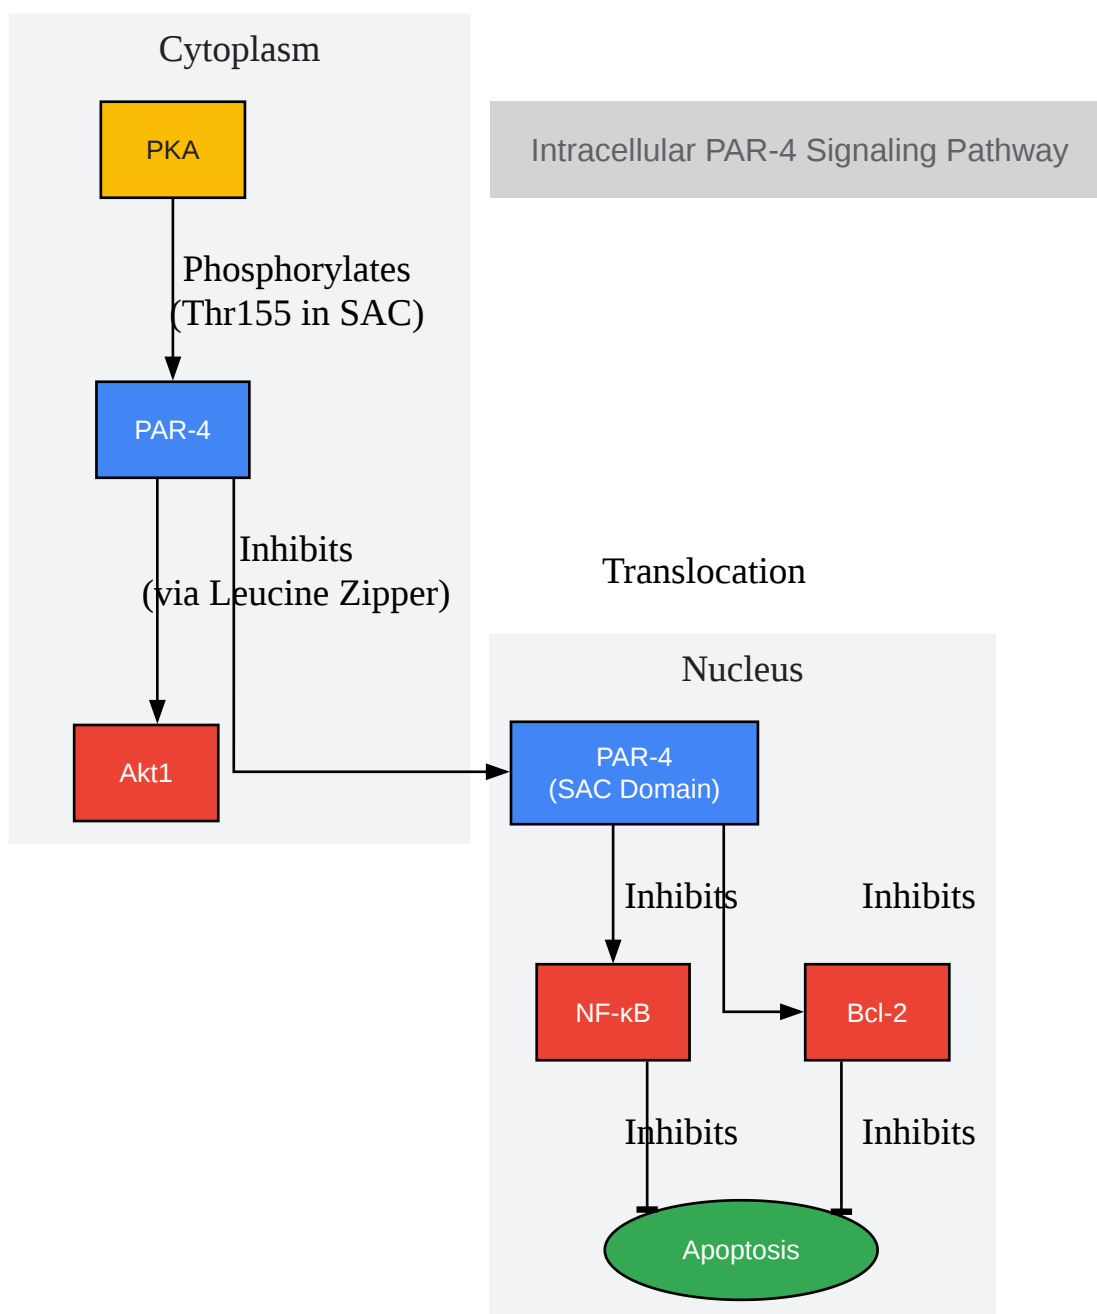 Cytoplasm
PKA
Intracellular PAR-4 Signaling Pathway
Phosphorylates
(Thr155 in SAC)
PAR-4
Inhibits
(via Leucine Zipper)
Translocation
Nucleus
Akt1
PAR-4
(SAC Domain)
Inhibits
Inhibits
NF-κB
Bcl-2
Inhibits
Inhibits
Apoptosis